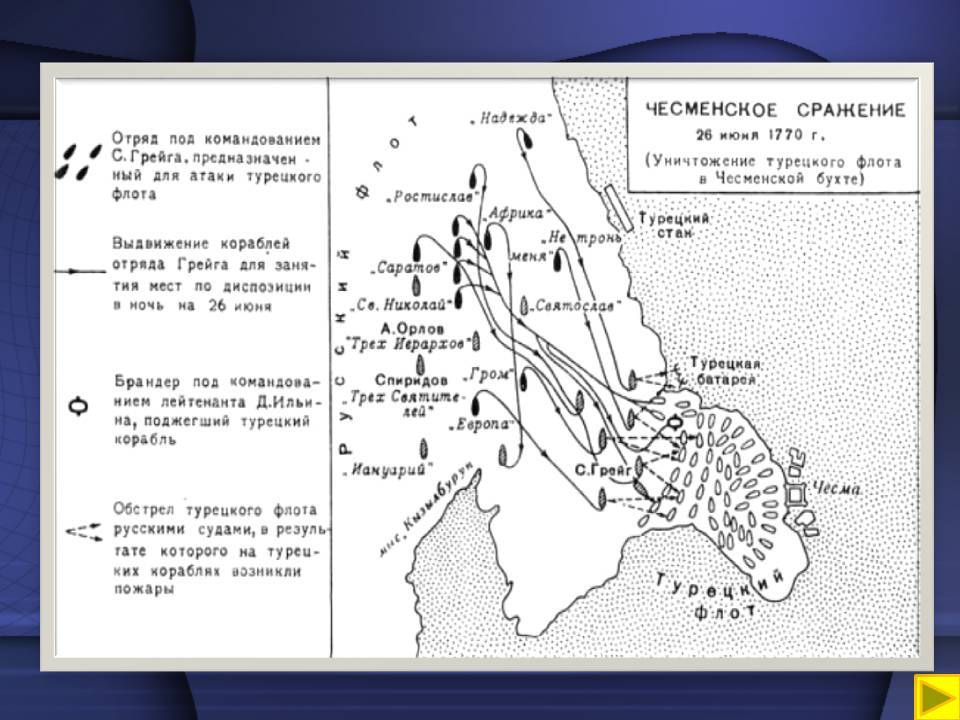 ЧЕСМЕНСКОЕ СРАЖЕНИЕ
26 июня 1770 г.
(Уничтожение турецкого флота
в Чесменской бухте)
Отряд под командованием
С. Грейга, предназначен-
ный для атаки турецкого
флота
Выдвижение кораблей
отряда Грейга для заня-
тия мест по диспозиции
в ночь на 26 июня
Брандер под командова-
нием лейтенанта Д. Ильи-
на, поджегший турецкий
корабль
Обстрел турецкого флота
русскими судами, в резуль-
тате которого на турец-
ких кораблях возникли
пожары
РУССКИЙ ФЛОТ
„Надежда"
„Ростислав"
„Африка"
„Не тронь
меня"
„Саратов"
„Св. Николай"
„Святослав"
А. Орлов
"Трех Иерархов"
Спиридов
„Трех Святите-
лей"
„Гром"
„Европа"
„Иануарий"
С. Грейг
Турецкий
стан
Турецкая
батарея
Чесма
мыс. Кызылбурун
Турецкий
флот